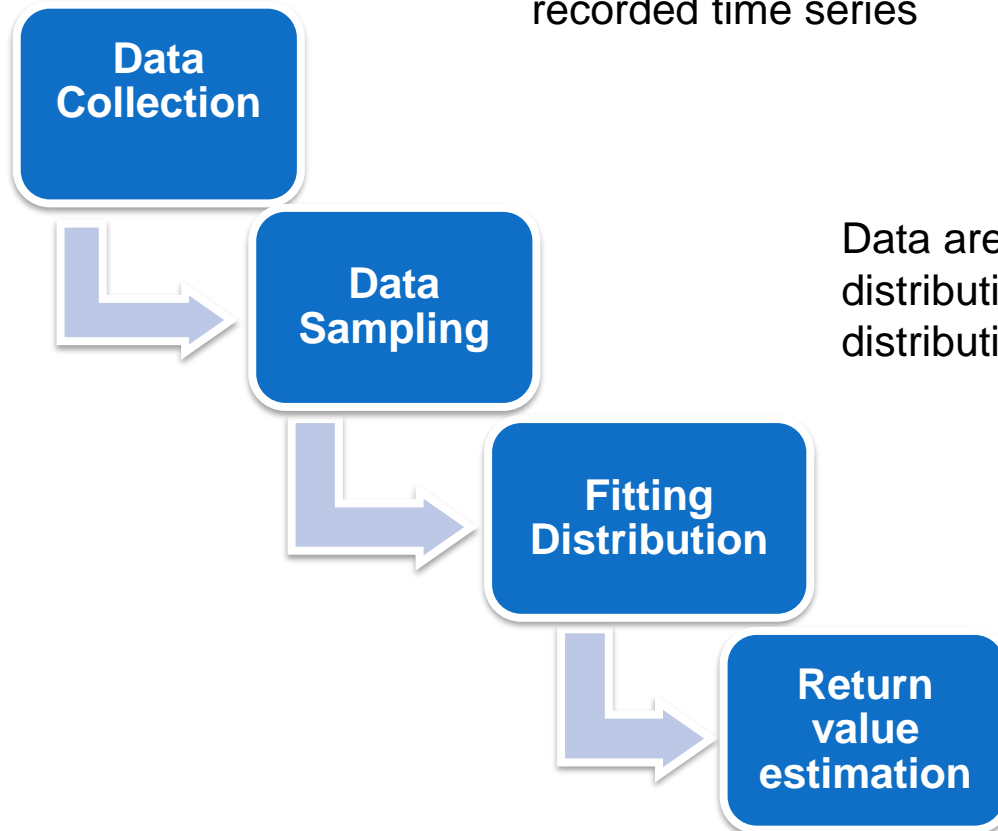 recorded time series
Data
Collection
Data
Sampling
Data are
distributi
distributi
Fitting
Distribution
Return
value
estimation